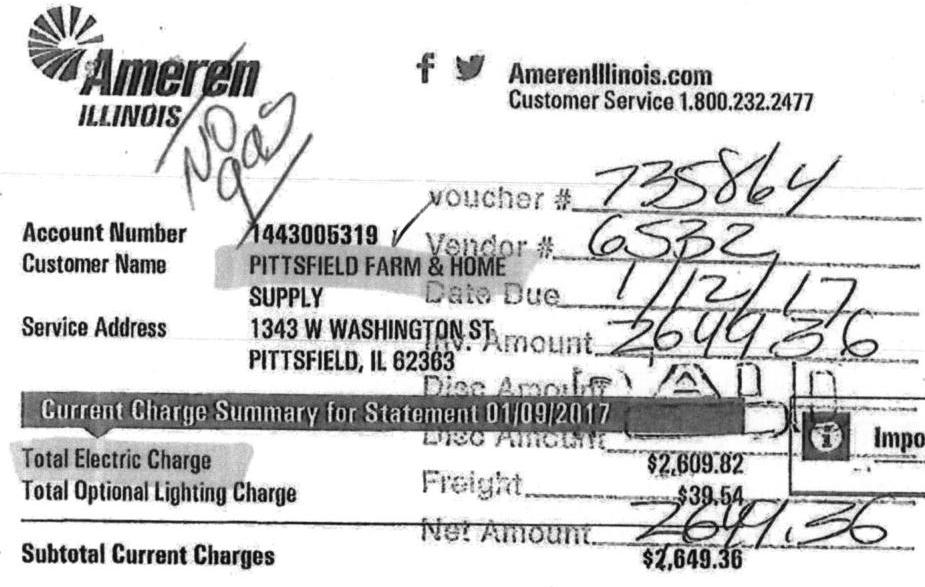 Ameren
ILLINOIS
f AmerenIllinois.com
Customer Service 1.800.232.2477
NO
gas
voucher # 735864
Account Number 1443005319
Vendor # 6532
Customer Name PITTSFIELD FARM & HOME
SUPPLY
Date Due 1/12/17
Service Address 1343 W WASHINGTON ST
Inv. Amount 2649.36
PITTSFIELD, IL 62363
Disc Amount
Current Charge Summary for Statement 01/09/2017
Disc Amount
i Impo
Total Electric Charge $2,609.82
Freight
Total Optional Lighting Charge $39.54
Net Amount 2649.36
Subtotal Current Charges $2,649.36